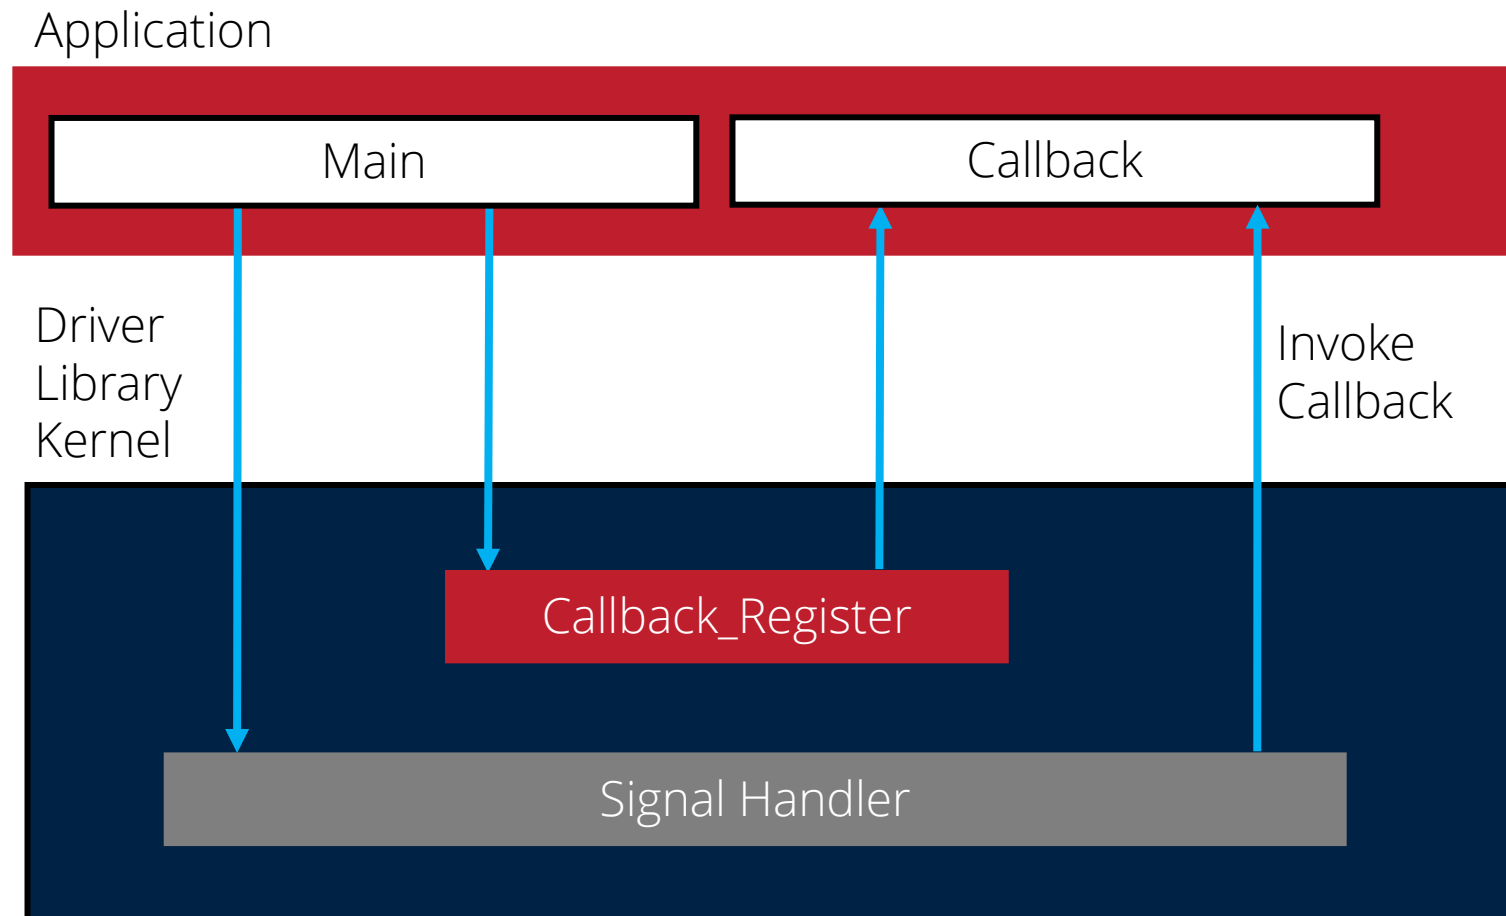 Application
Main
Callback
Driver
Library
Kernel
Invoke
Callback
Callback_Register
Signal Handler